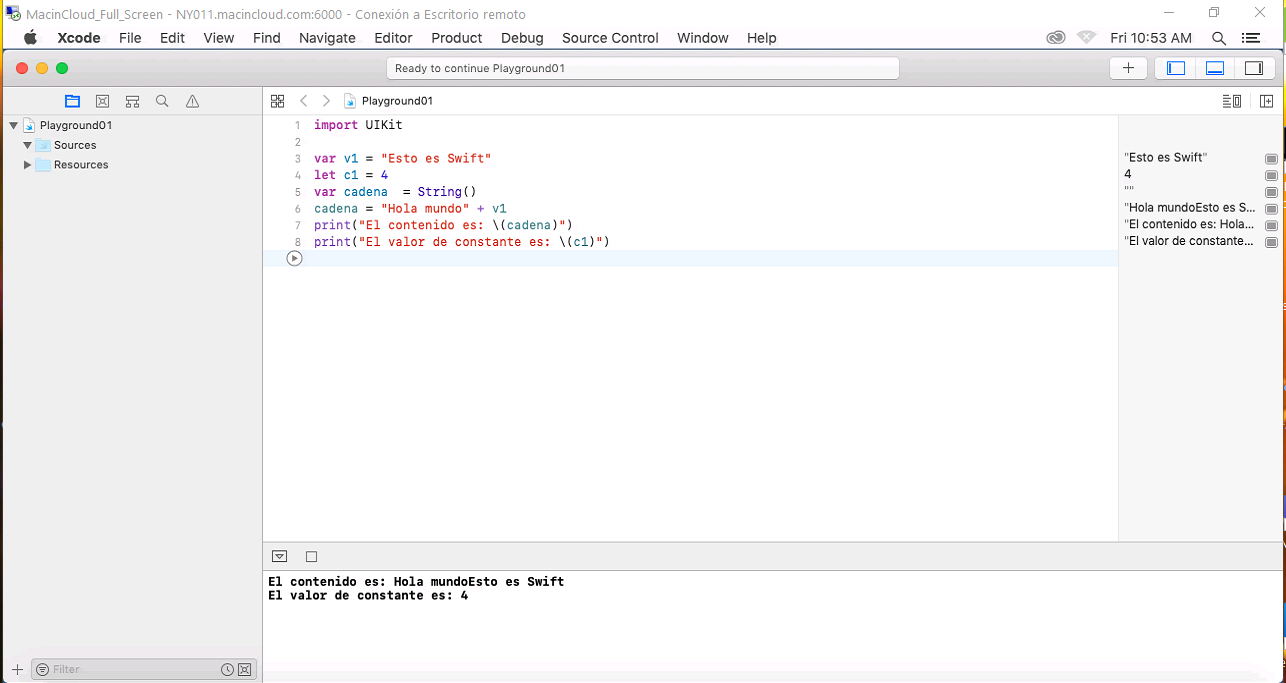 MacinCloud_Full_Screen - NY011.macincloud.com:6000 - Conexión a Escritorio remoto
Xcode File Edit View Find Navigate Editor Product Debug Source Control Window Help Fri 10:53 AM
Ready to continue Playground01
Playground01
Playground01
Sources
Resources
1 import UIKit
2
3 var v1 = "Esto es Swift"
4 let c1 = 4
5 var cadena  = String()
6 cadena = "Hola mundo" + v1
7 print("El contenido es: \(cadena)")
8 print("El valor de constante es: \(c1)")
"Esto es Swift"
4
""
"Hola mundoEsto es S...
"El contenido es: Hola...
"El valor de constante...
El contenido es: Hola mundoEsto es Swift
El valor de constante es: 4
Filter